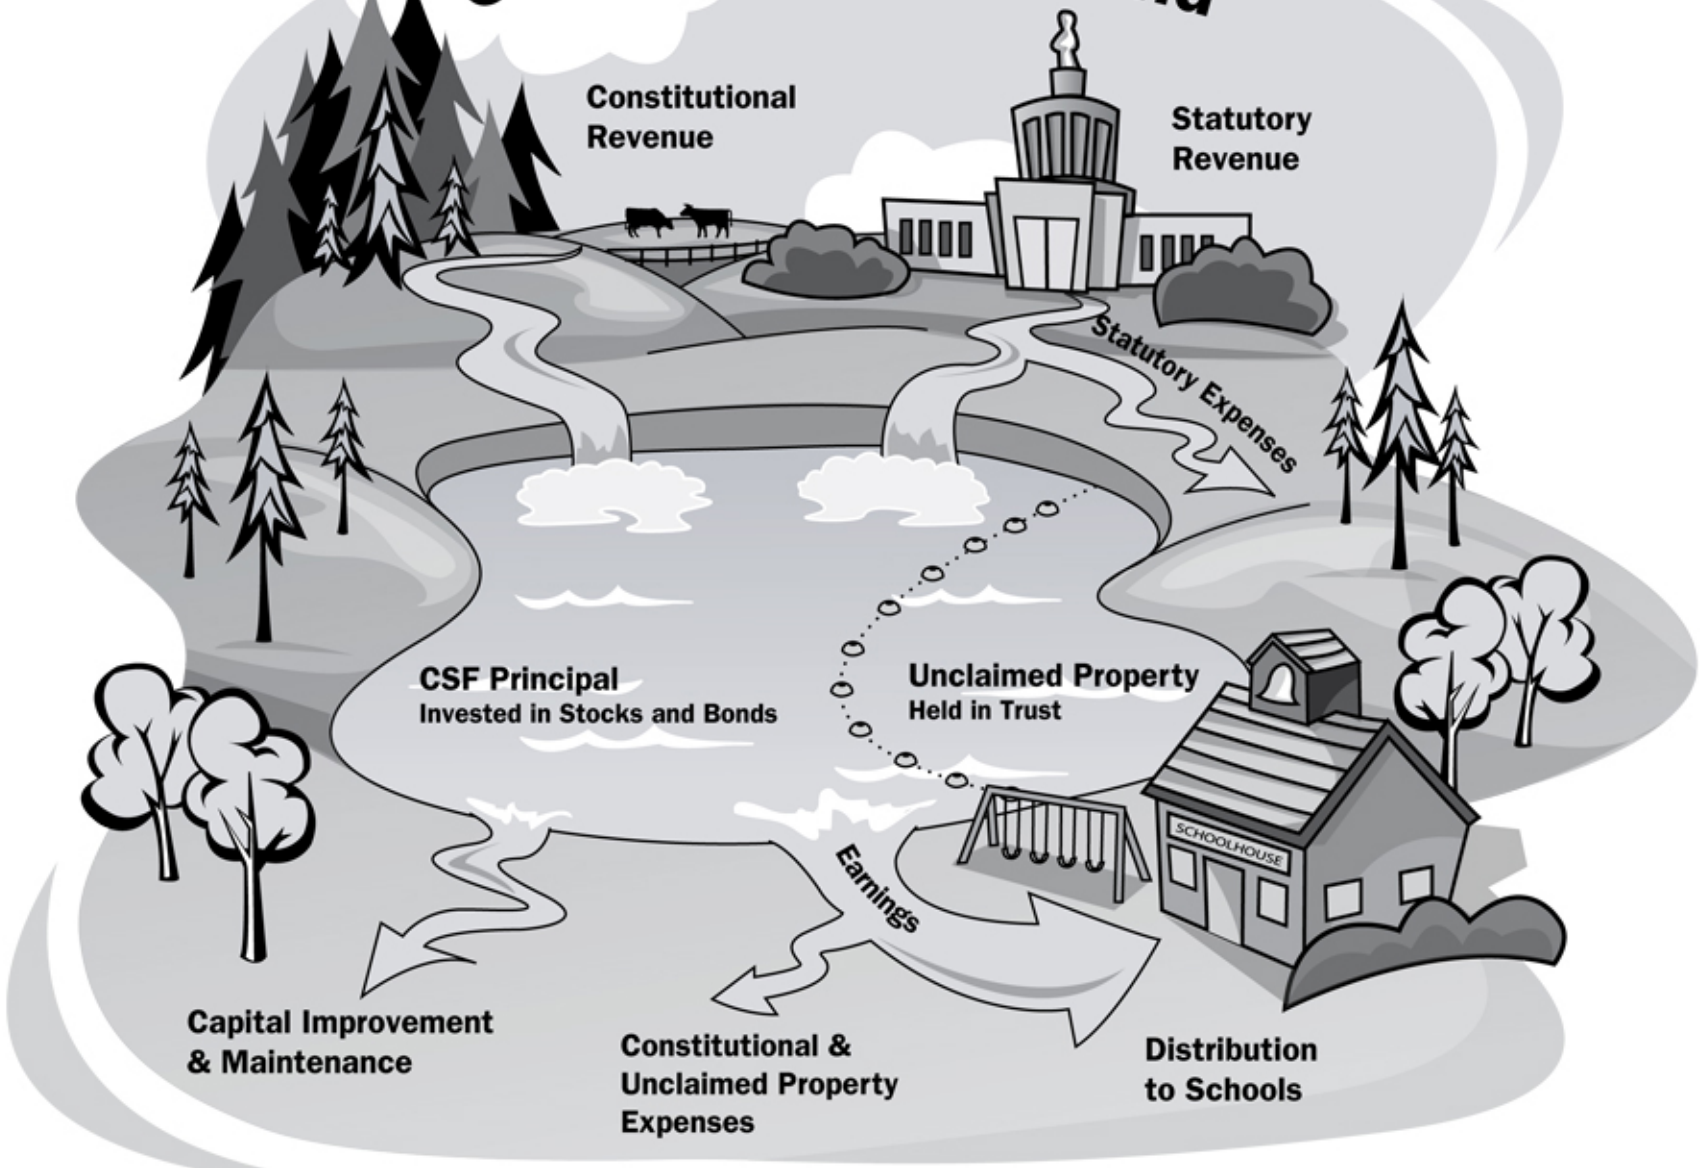 Constitutional
Revenue
Statutory
Revenue
Statutory Expenses
CSF Principal
Invested in Stocks and Bonds
Unclaimed Property
Held in Trust
SCHOOLHOUSE
Earnings
Capital Improvement
& Maintenance
Constitutional &
Unclaimed Property
Expenses
Distribution
to Schools